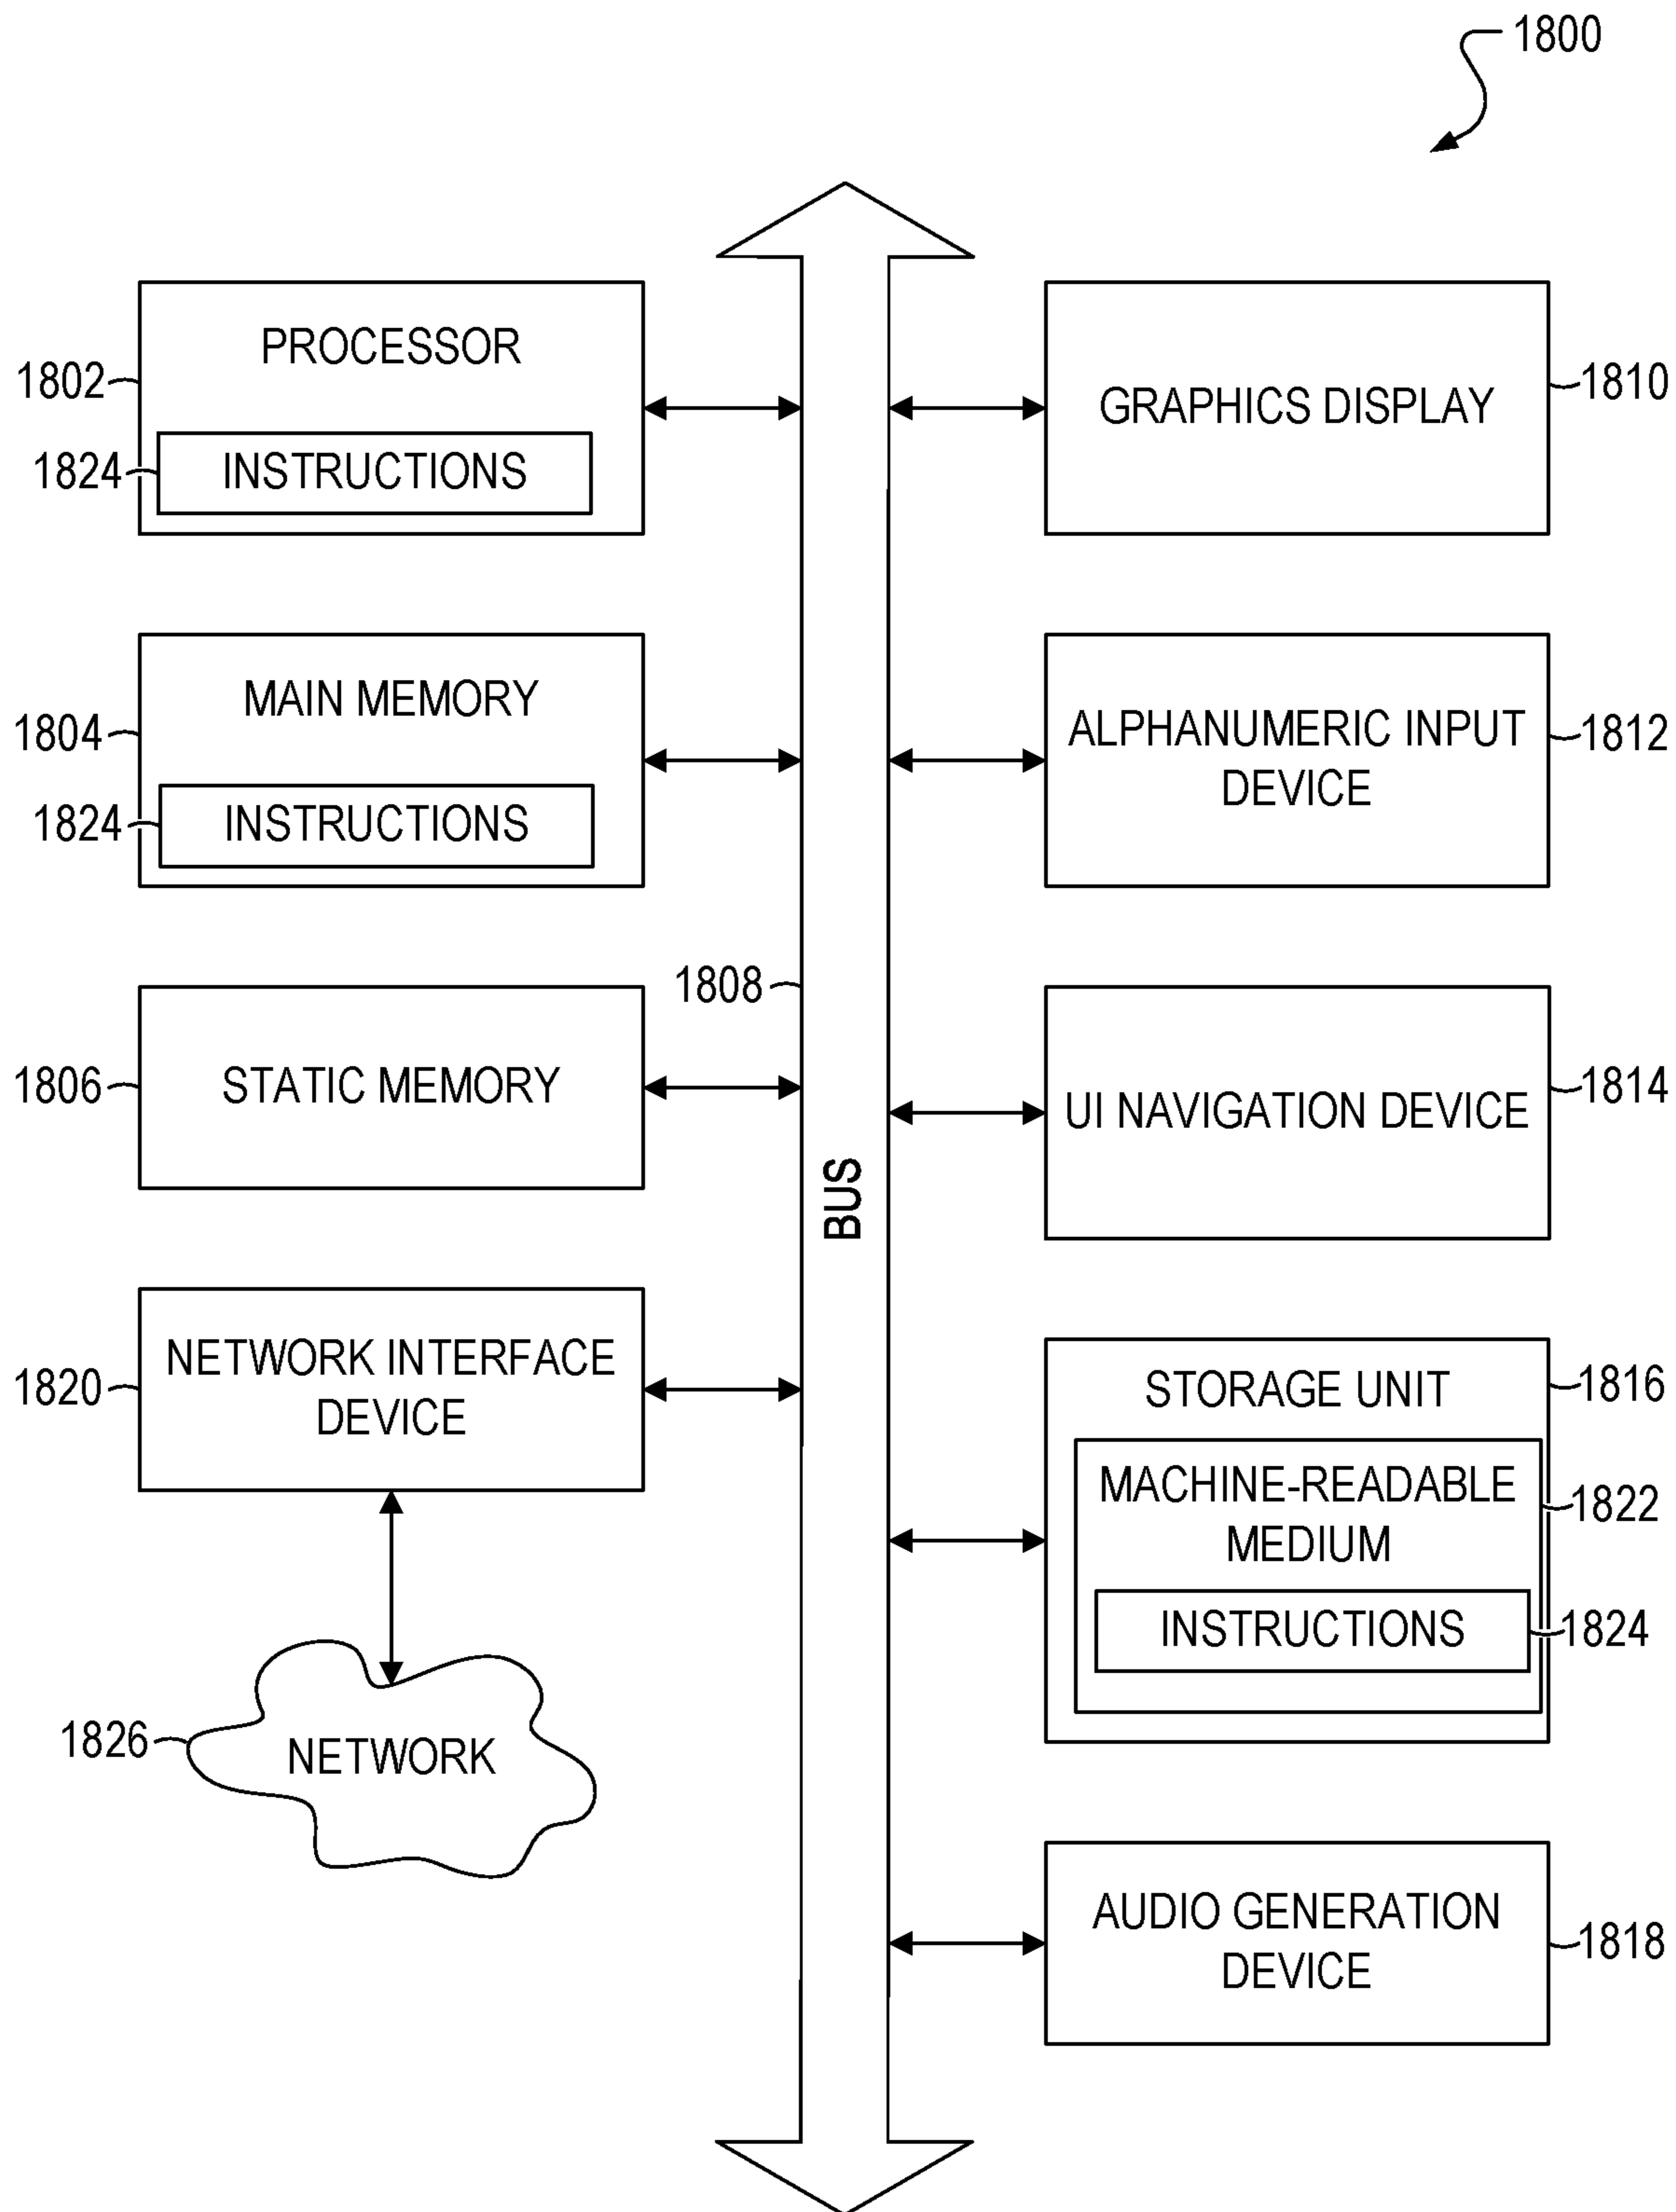 1800
PROCESSOR
1802
1824
INSTRUCTIONS
GRAPHICS DISPLAY
1810
MAIN MEMORY
1804
1824
INSTRUCTIONS
ALPHANUMERIC INPUT
DEVICE
1812
1808
STATIC MEMORY
1806
UI NAVIGATION DEVICE
1814
BUS
NETWORK INTERFACE
DEVICE
1820
STORAGE UNIT
1816
MACHINE-READABLE
MEDIUM
1822
INSTRUCTIONS
1824
1826
NETWORK
AUDIO GENERATION
DEVICE
1818